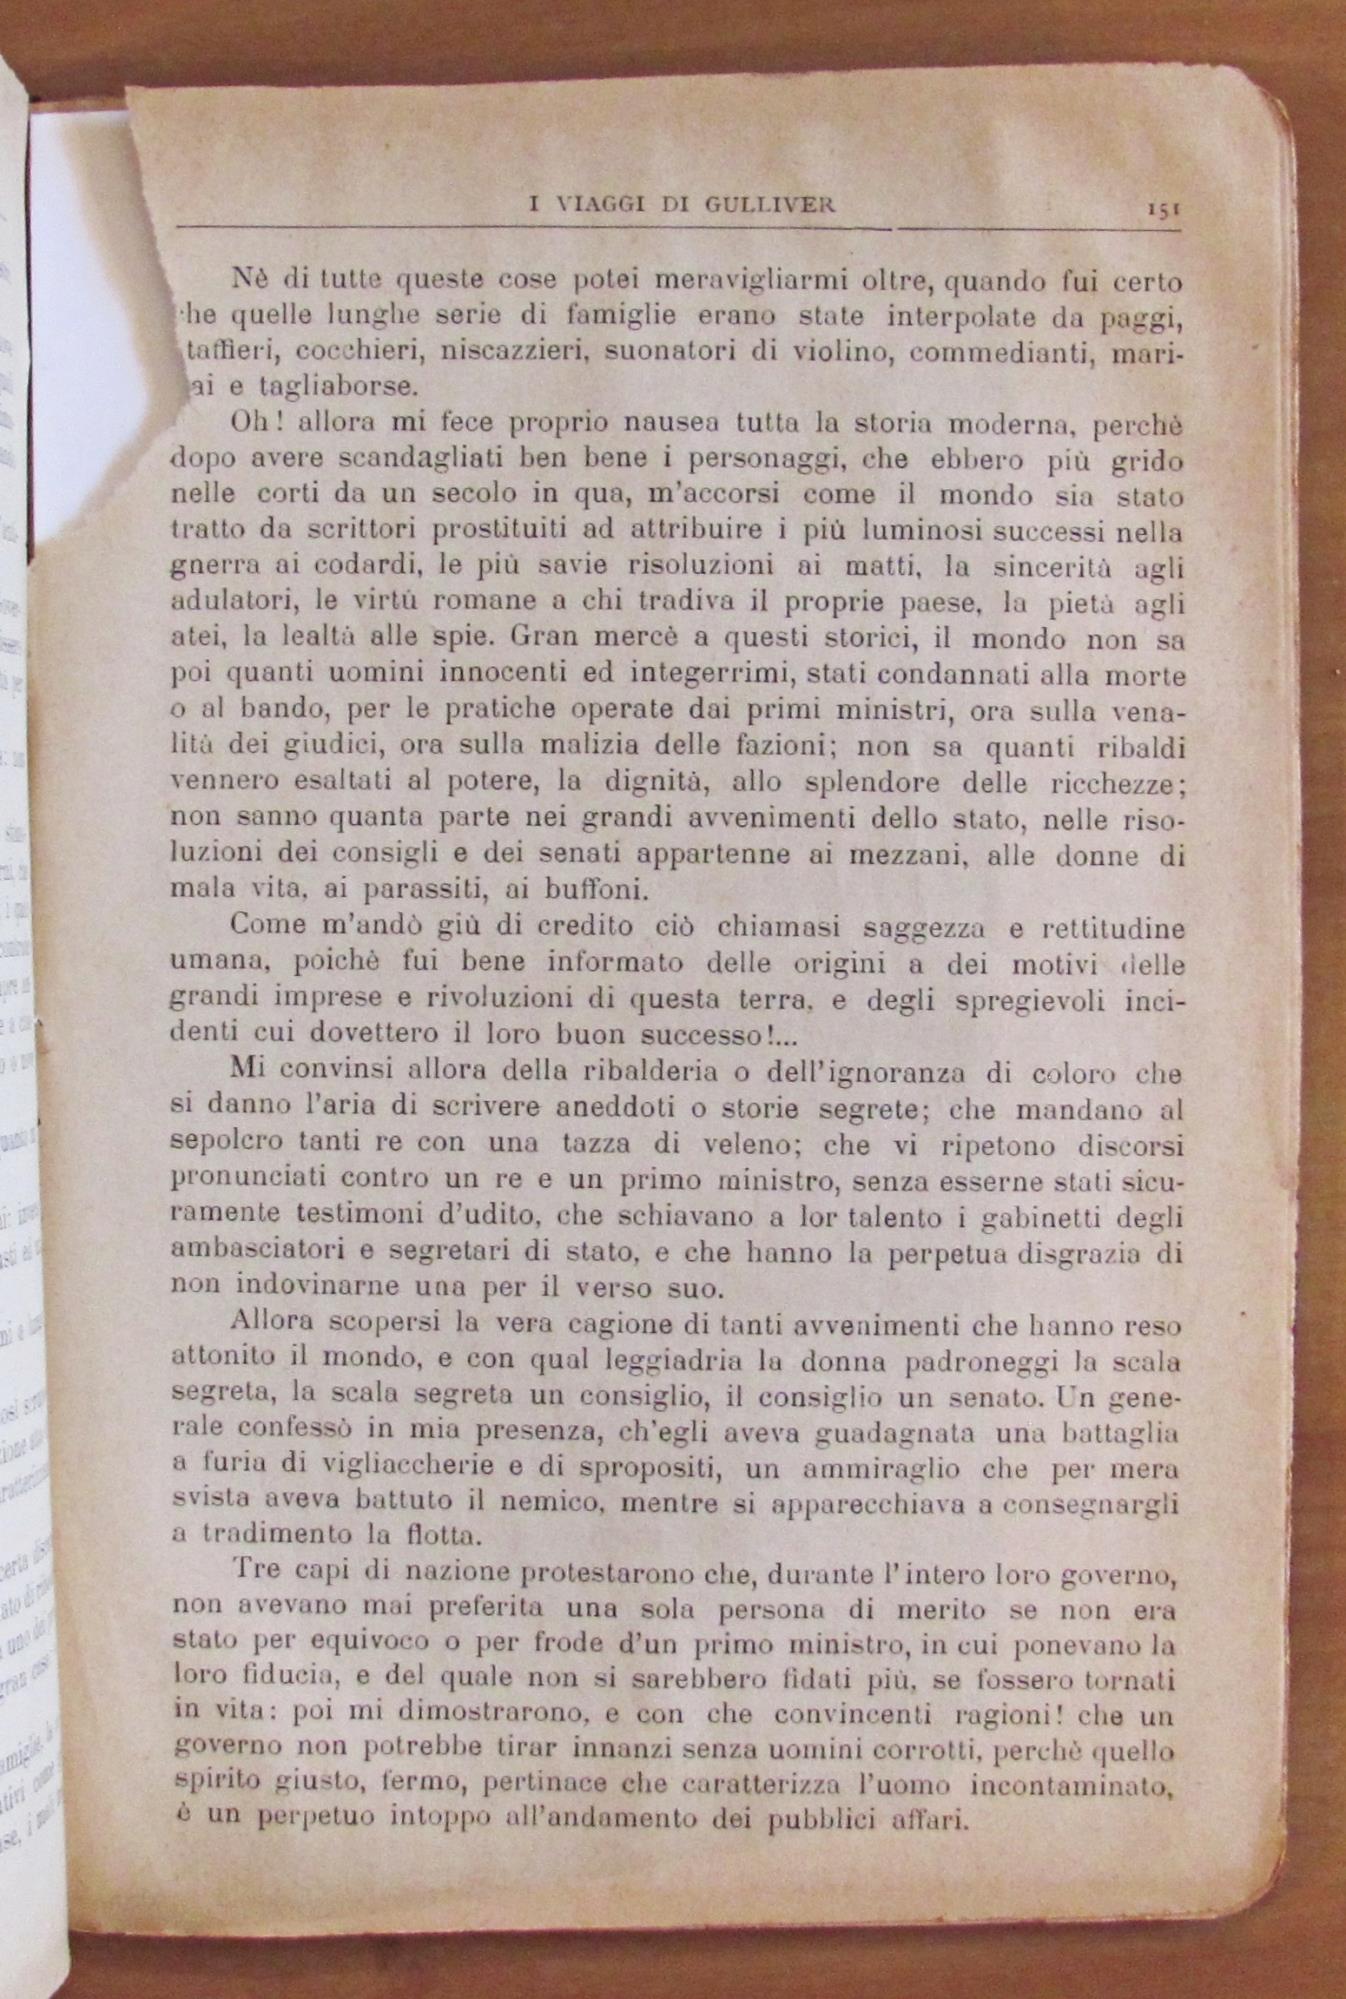 I VIAGGI DI GULLIVER 151
Nè di tutte queste cose potei meravigliarmi oltre, quando fui certo
he quelle lunghe serie di famiglie erano state interpolate da paggi,
taffieri, cocchieri, niscazzieri, suonatori di violino, commedianti, mari-
ai e tagliaborse.
Oh! allora mi fece proprio nausea tutta la storia moderna, perchè
dopo avere scandagliati ben bene i personaggi, che ebbero più grido
nelle corti da un secolo in qua, m'accorsi come il mondo sia stato
tratto da scrittori prostituiti ad attribuire i più luminosi successi nella
gnerra ai codardi, le più savie risoluzioni ai matti, la sincerità agli
adulatori, le virtù romane a chi tradiva il proprie paese, la pietà agli
atei, la lealtà alle spie. Gran mercè a questi storici, il mondo non sa
poi quanti uomini innocenti ed integerrimi, stati condannati alla morte
o al bando, per le pratiche operate dai primi ministri, ora sulla vena-
lità dei giudici, ora sulla malizia delle fazioni; non sa quanti ribaldi
vennero esaltati al potere, la dignità, allo splendore delle ricchezze;
non sanno quanta parte nei grandi avvenimenti dello stato, nelle riso-
luzioni dei consigli e dei senati appartenne ai mezzani, alle donne di
mala vita, ai parassiti, ai buffoni.
Come m'andò giù di credito ciò chiamasi saggezza e rettitudine
umana, poichè fui bene informato delle origini a dei motivi delle
grandi imprese e rivoluzioni di questa terra, e degli spregievoli inci-
denti cui dovettero il loro buon successo!...
Mi convinsi allora della ribalderia o dell'ignoranza di coloro che
si danno l'aria di scrivere aneddoti o storie segrete; che mandano al
sepolcro tanti re con una tazza di veleno; che vi ripetono discorsi
pronunciati contro un re e un primo ministro, senza esserne stati sicu-
ramente testimoni d'udito, che schiavano a lor talento i gabinetti degli
ambasciatori e segretari di stato, e che hanno la perpetua disgrazia di
non indovinarne una per il verso suo.
Allora scopersi la vera cagione di tanti avvenimenti che hanno reso
attonito il mondo, e con qual leggiadria la donna padroneggi la scala
segreta, la scala segreta un consiglio, il consiglio un senato. Un gene-
rale confessò in mia presenza, ch'egli aveva guadagnata una battaglia
a furia di vigliaccherie e di spropositi, un ammiraglio che per mera
svista aveva battuto il nemico, mentre si apparecchiava a consegnargli
a tradimento la flotta.
Tre capi di nazione protestarono che, durante l'intero loro governo,
non avevano mai preferita una sola persona di merito se non era
stato per equivoco o per frode d'un primo ministro, in cui ponevano la
loro fiducia, e del quale non si sarebbero fidati più, se fossero tornati
in vita: poi mi dimostrarono, e con che convincenti ragioni! che un
governo non potrebbe tirar innanzi senza uomini corrotti, perchè quello
spirito giusto, fermo, pertinace che caratterizza l'uomo incontaminato,
è un perpetuo intoppo all'andamento dei pubblici affari.